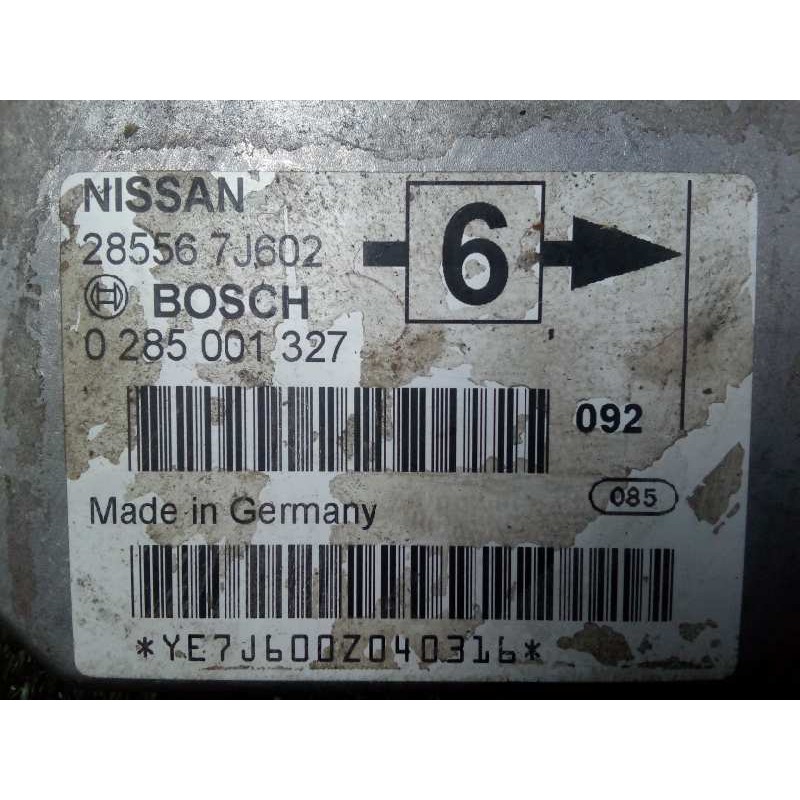 NISSAN
28556 7J602
6
BOSCH
0 285 001 327
092
Made in Germany
085
*YE7J600Z040316*